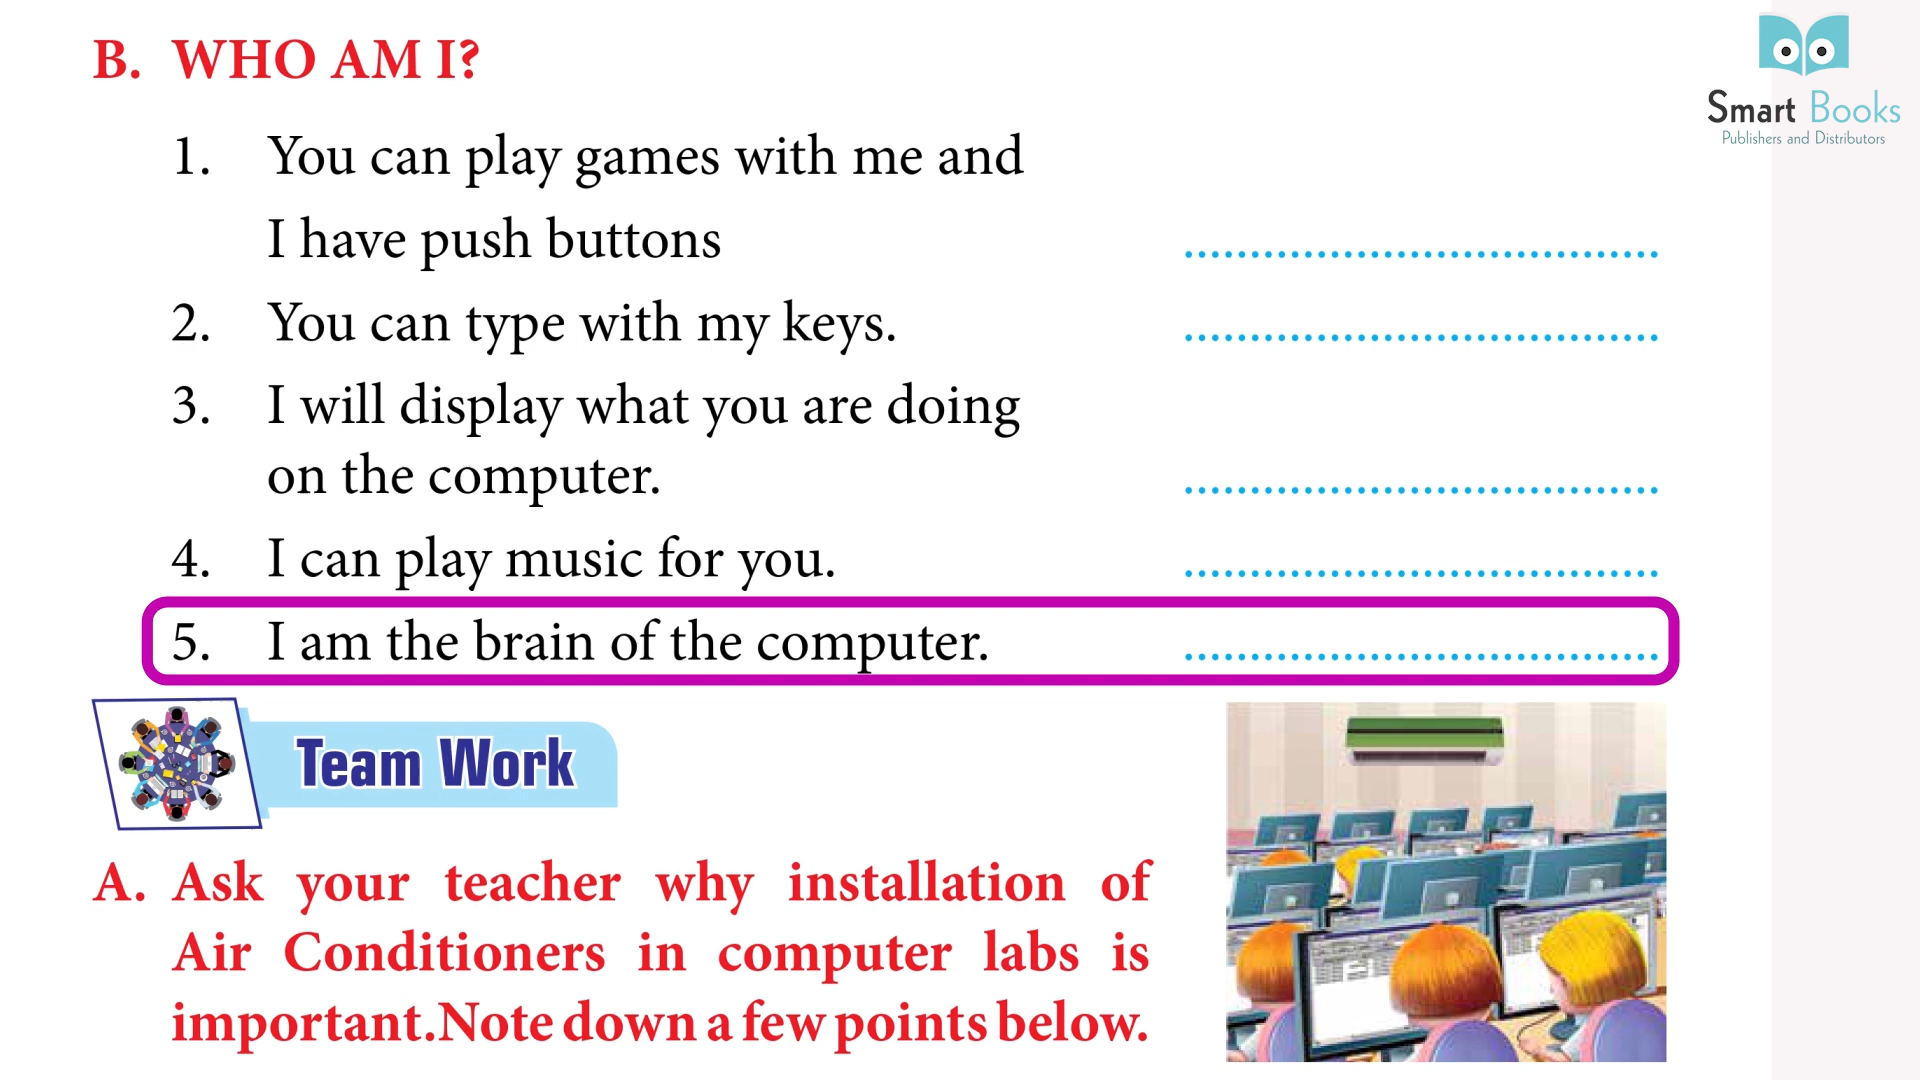 B. WHO AM I?
Smart Books
Publishers and Distributors
1. You can play games with me and
I have push buttons ....................................
2. You can type with my keys. ....................................
3. I will display what you are doing
on the computer. ....................................
4. I can play music for you. ....................................
5. I am the brain of the computer. ....................................
Team Work
A. Ask your teacher why installation of
Air Conditioners in computer labs is
important.Note down a few points below.